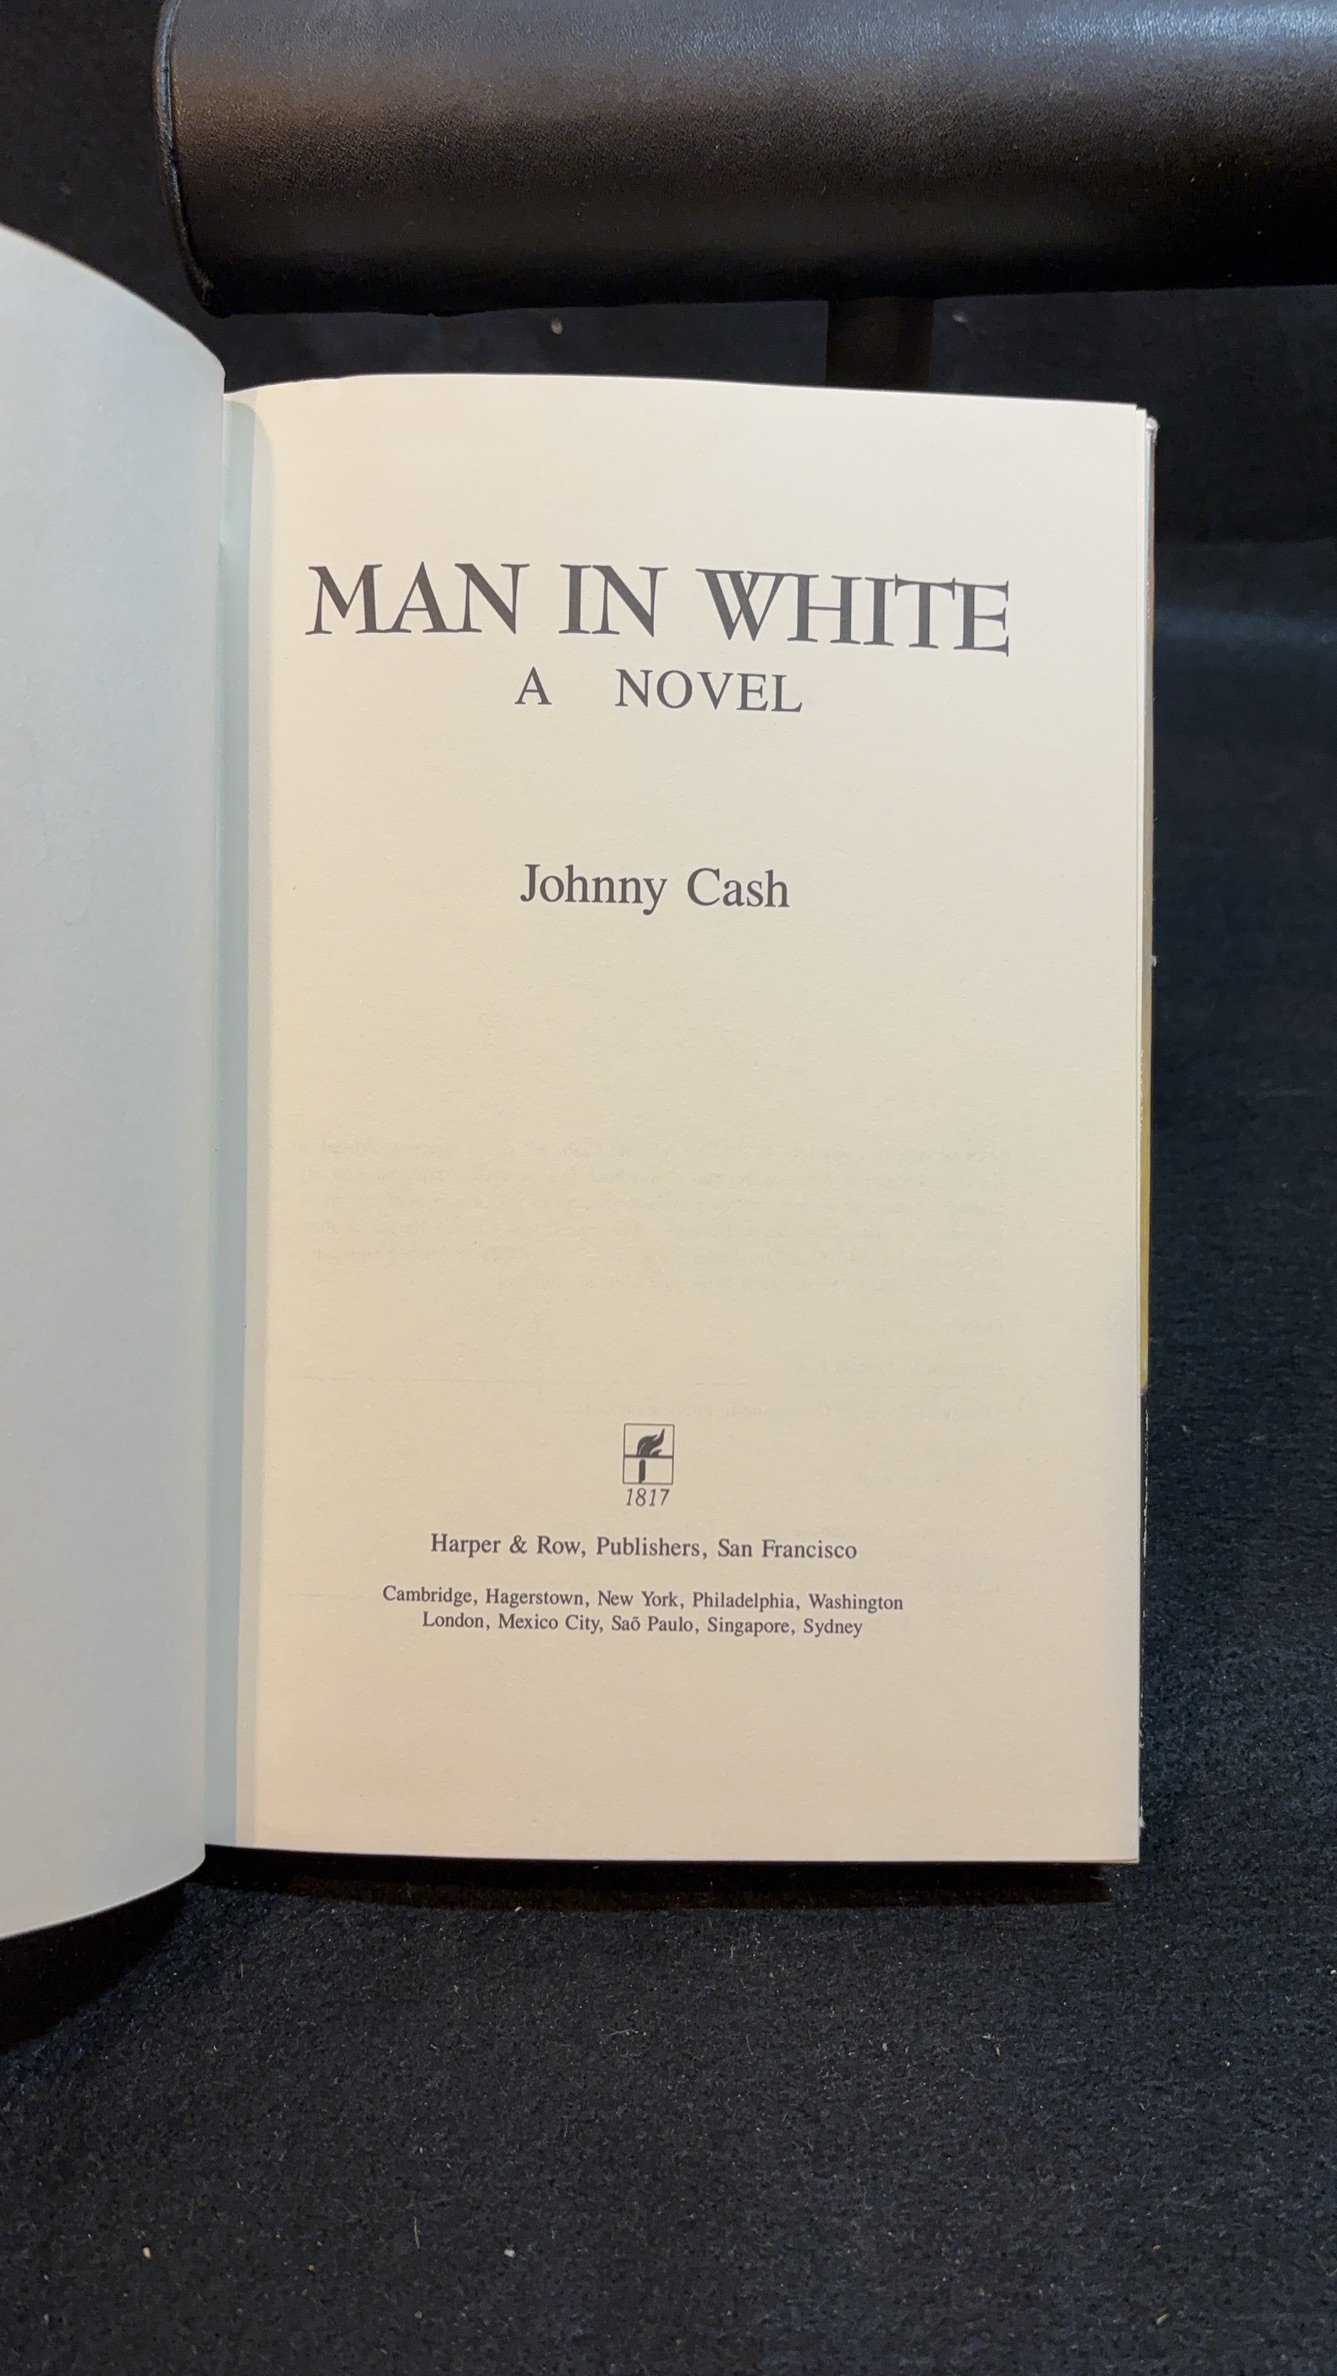 MAN IN WHITE
A NOVEL
Johnny Cash
1817
Harper & Row, Publishers, San Francisco
Cambridge, Hagerstown, New York, Philadelphia, Washington
London, Mexico City, Saõ Paulo, Singapore, Sydney